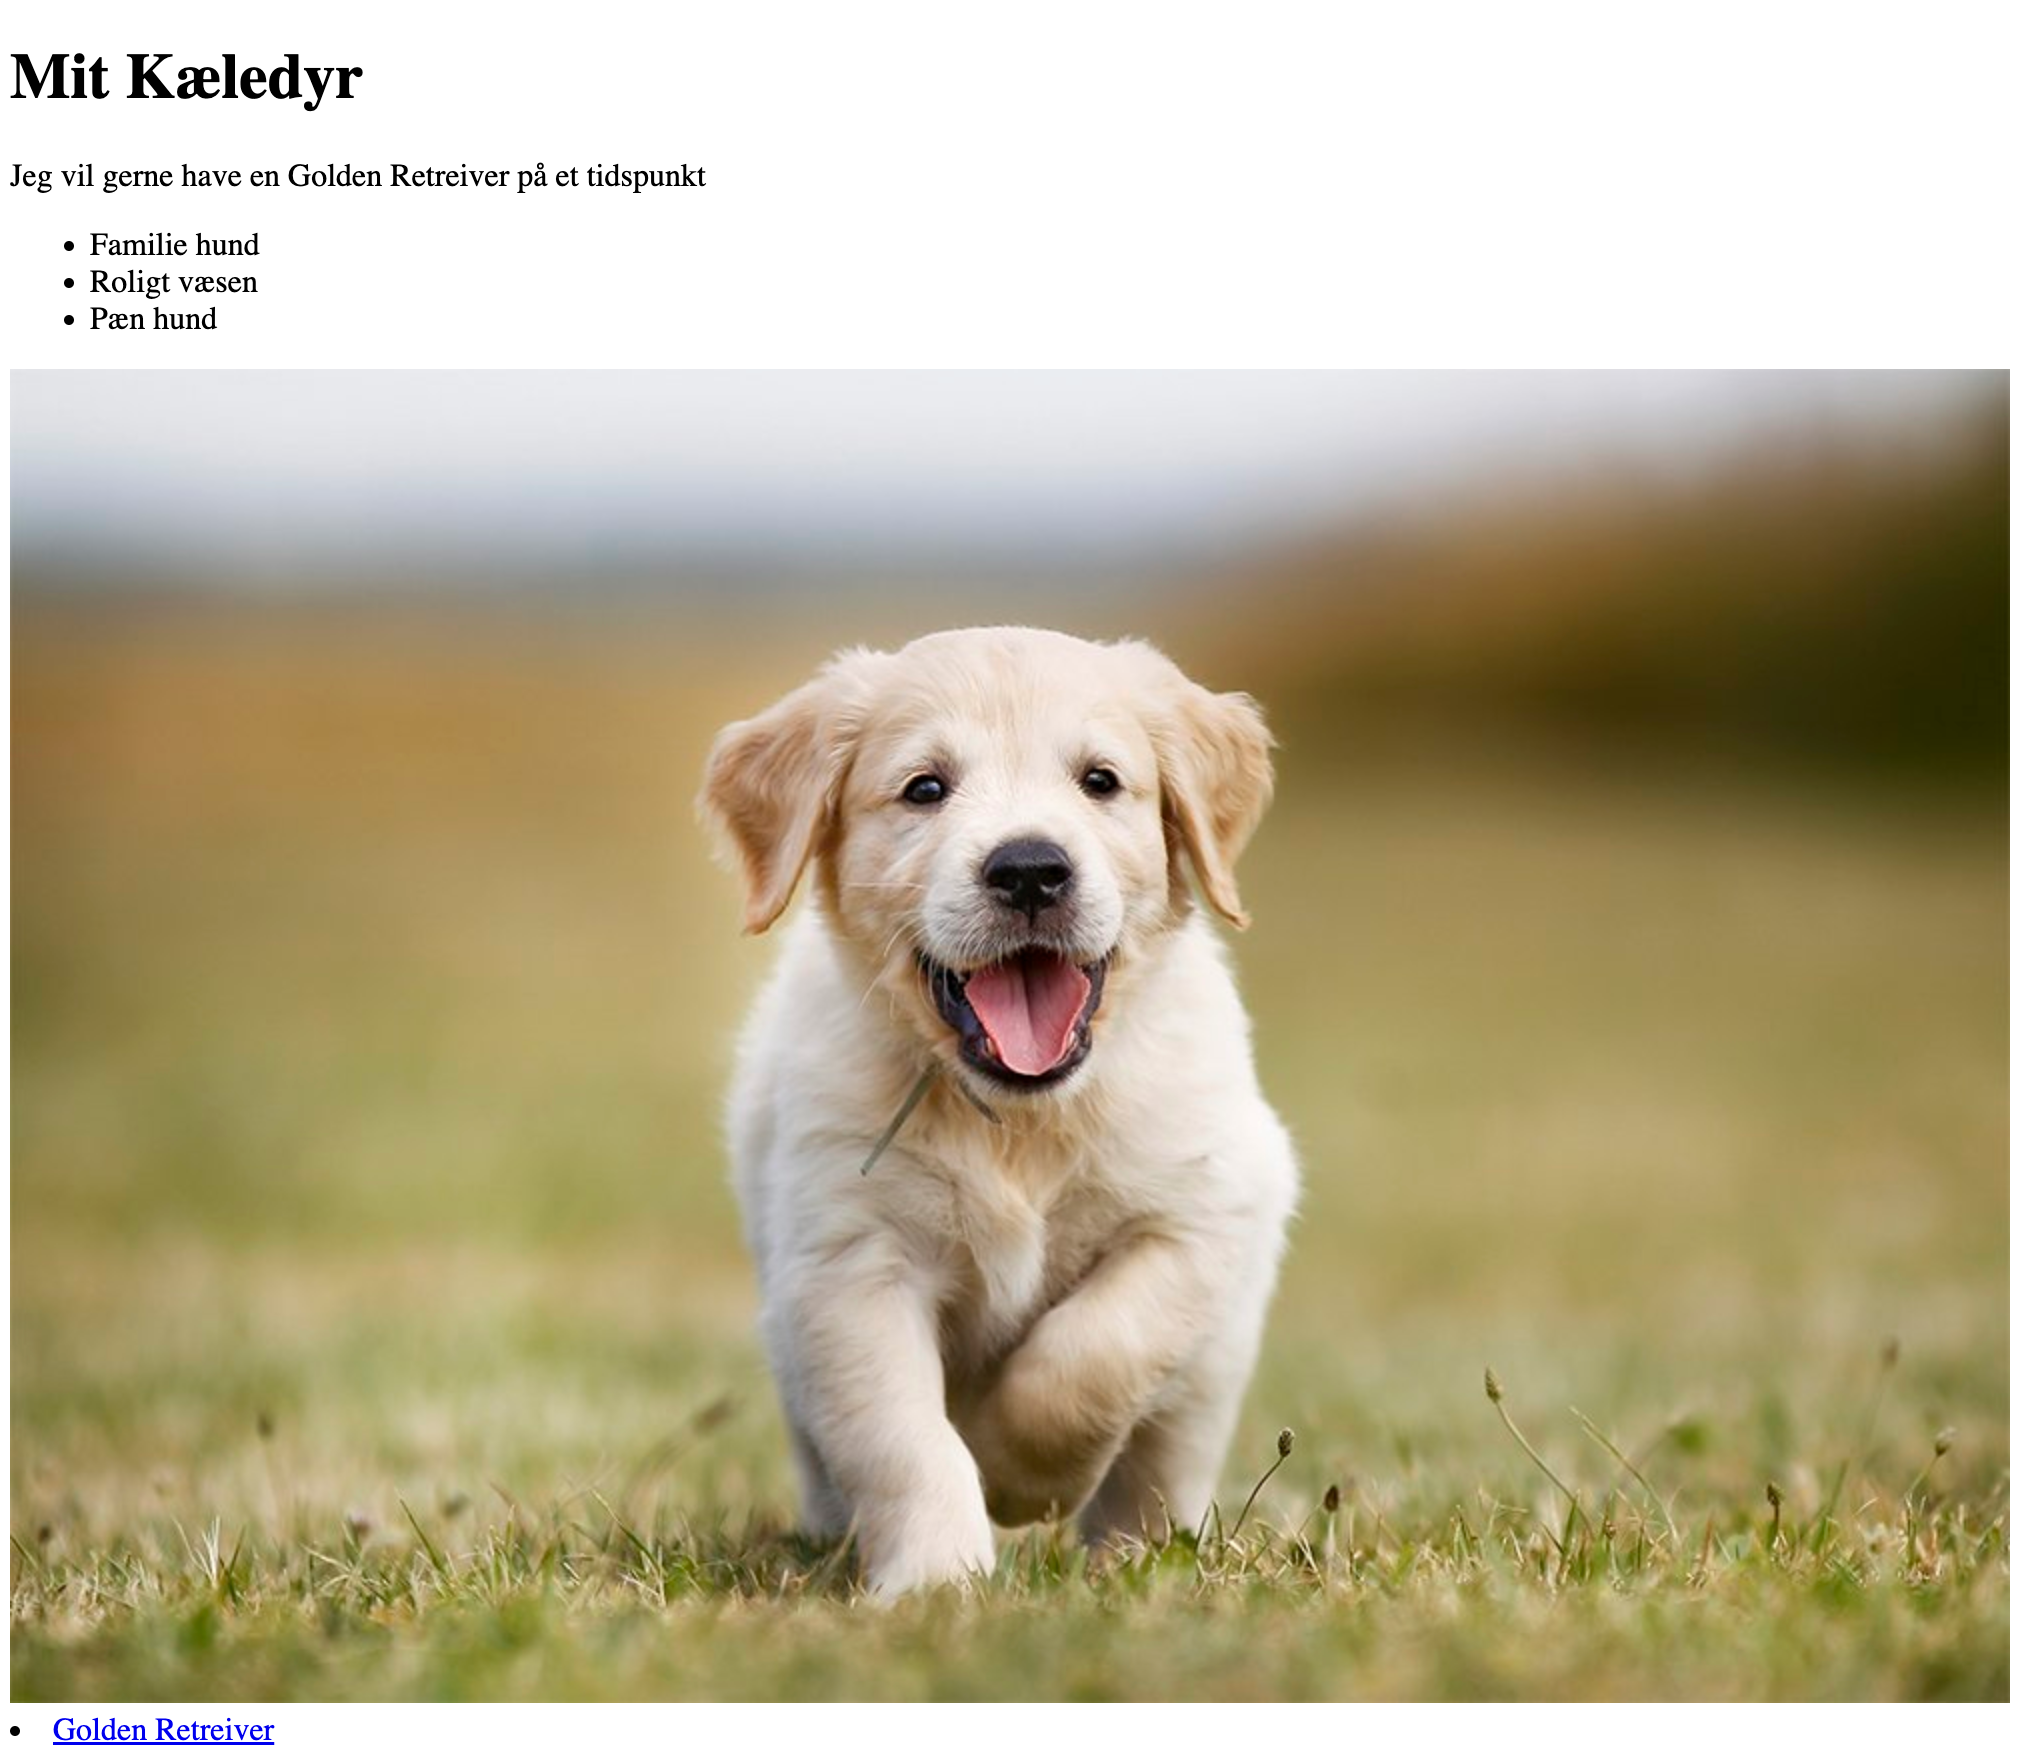 Mit Kæledyr
Jeg vil gerne have en Golden Retreiver på et tidspunkt
Familie hund
Roligt væsen
Pæn hund
Golden Retreiver